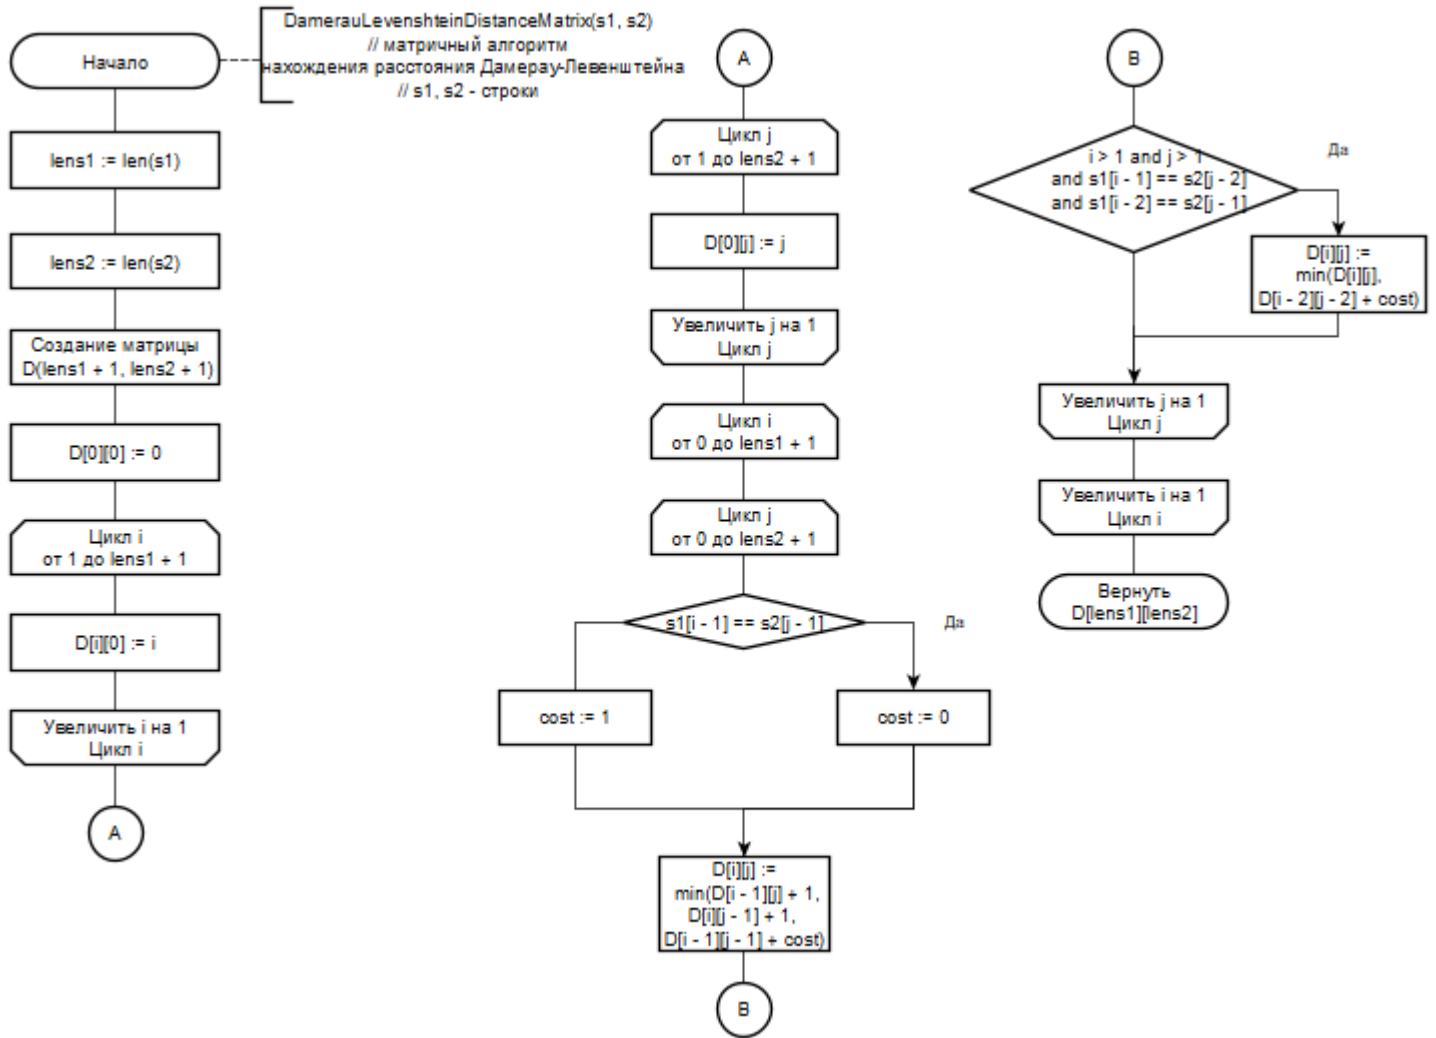 Начало
DamerauLevenshteinDistanceMatrix(s1, s2)
// матричный алгоритм
нахождения расстояния Дамерау-Левенштейна
// s1, s2 - строки
lens1 := len(s1)
lens2 := len(s2)
Создание матрицы
D(lens1 + 1, lens2 + 1)
D[0][0] := 0
Цикл i
от 1 до lens1 + 1
D[i][0] := i
Увеличить i на 1
Цикл i
A
A
Цикл j
от 1 до lens2 + 1
D[0][j] := j
Увеличить j на 1
Цикл j
Цикл i
от 0 до lens1 + 1
Цикл j
от 0 до lens2 + 1
s1[i - 1] == s2[j - 1]
Да
cost := 1
cost := 0
D[i][j] :=
min(D[i - 1][j] + 1,
D[i][j - 1] + 1,
D[i - 1][j - 1] + cost)
B
B
i > 1 and j > 1
and s1[i - 1] == s2[j - 2]
and s1[i - 2] == s2[j - 1]
Да
D[i][j] :=
min(D[i][j],
D[i - 2][j - 2] + cost)
Увеличить j на 1
Цикл j
Увеличить i на 1
Цикл i
Вернуть
D[lens1][lens2]